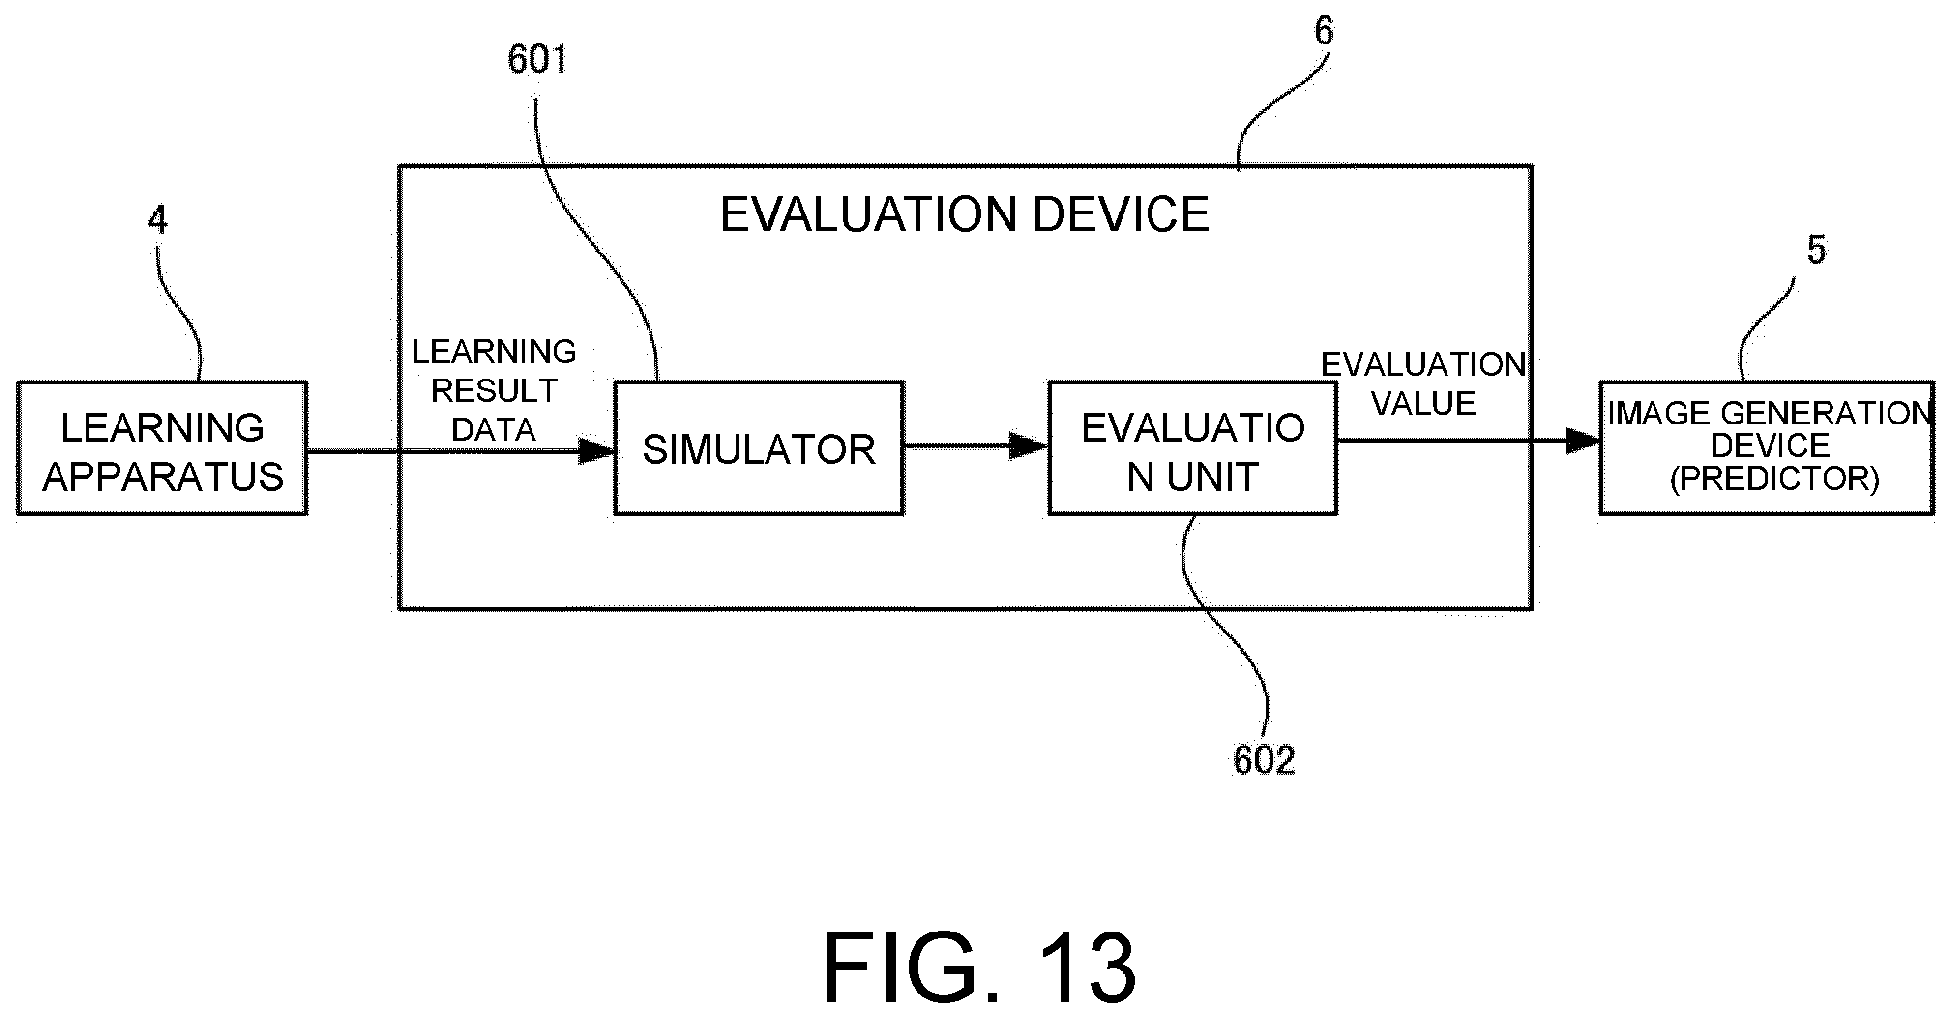 6
601
EVALUATION DEVICE
4
5
LEARNING
RESULT
DATA
EVALUATION
VALUE
LEARNING
APPARATUS
SIMULATOR
EVALUATIO
N UNIT
IMAGE GENERATION
DEVICE
(PREDICTOR)
602
FIG. 13